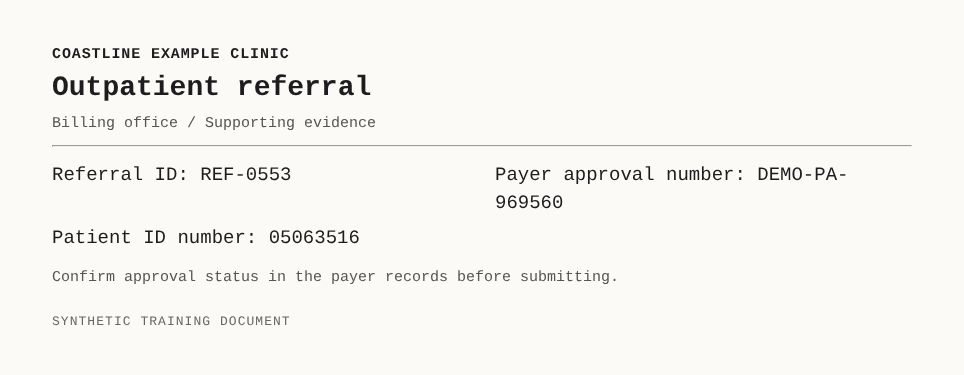 COASTLINE EXAMPLE CLINIC
Outpatient referral
Billing office / Supporting evidence
Referral ID: REF-0553
Payer approval number: DEMO-PA-
969560
Patient ID number: 05063516
Confirm approval status in the payer records before submitting.
SYNTHETIC TRAINING DOCUMENT